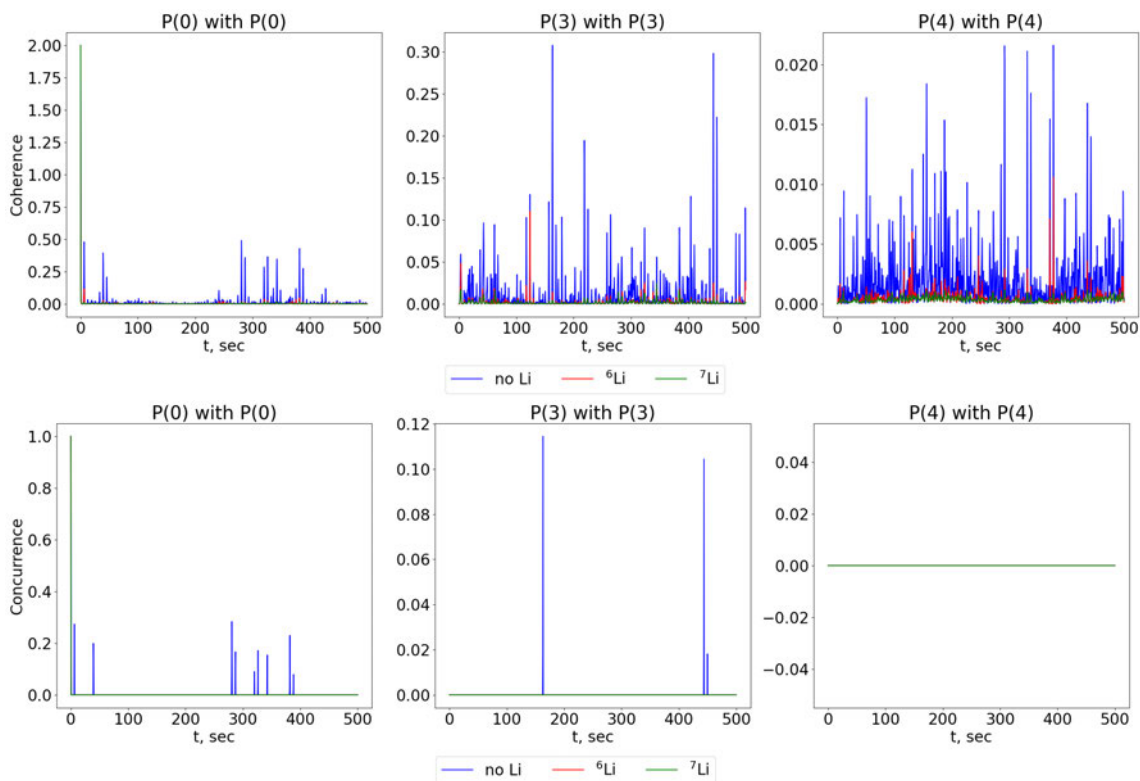 P(0) with P(0) P(3) with P(3) P(4) with P(4)
Coherence
2.00
1.75
1.50
1.25
1.00
0.75
0.50
0.25
0.00
0 100 200 300 400 500
t, sec
0.30
0.25
0.20
0.15
0.10
0.05
0.00
0 100 200 300 400 500
t, sec
0.020
0.015
0.010
0.005
0.000
0 100 200 300 400 500
t, sec
no Li ⁶Li ⁷Li
P(0) with P(0) P(3) with P(3) P(4) with P(4)
Concurrence
1.0
0.8
0.6
0.4
0.2
0.0
0 100 200 300 400 500
t, sec
0.12
0.10
0.08
0.06
0.04
0.02
0.00
0 100 200 300 400 500
t, sec
0.04
0.02
0.00
−0.02
−0.04
0 100 200 300 400 500
t, sec
no Li ⁶Li ⁷Li